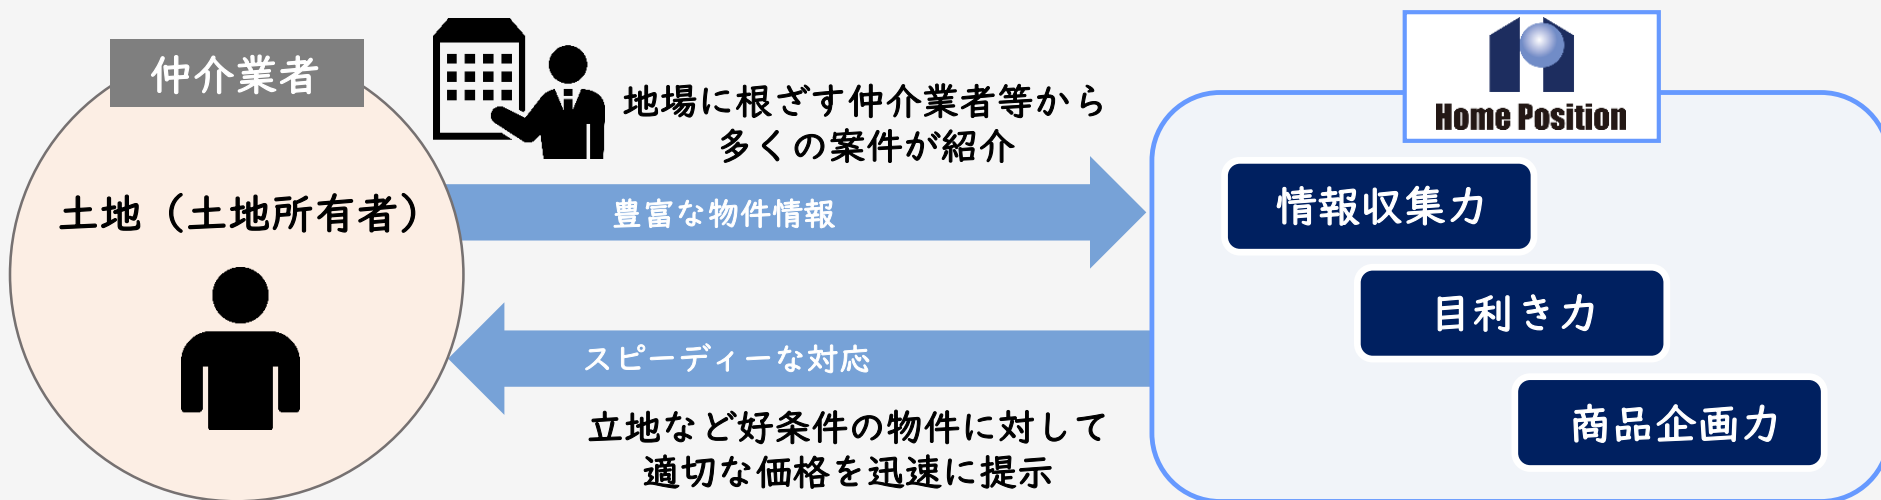 仲介業者
土地（土地所有者）
地場に根ざす仲介業者等から
多くの案件が紹介
豊富な物件情報
スピーディーな対応
立地など好条件の物件に対して
適切な価格を迅速に提示
Home Position
情報収集力
目利き力
商品企画力